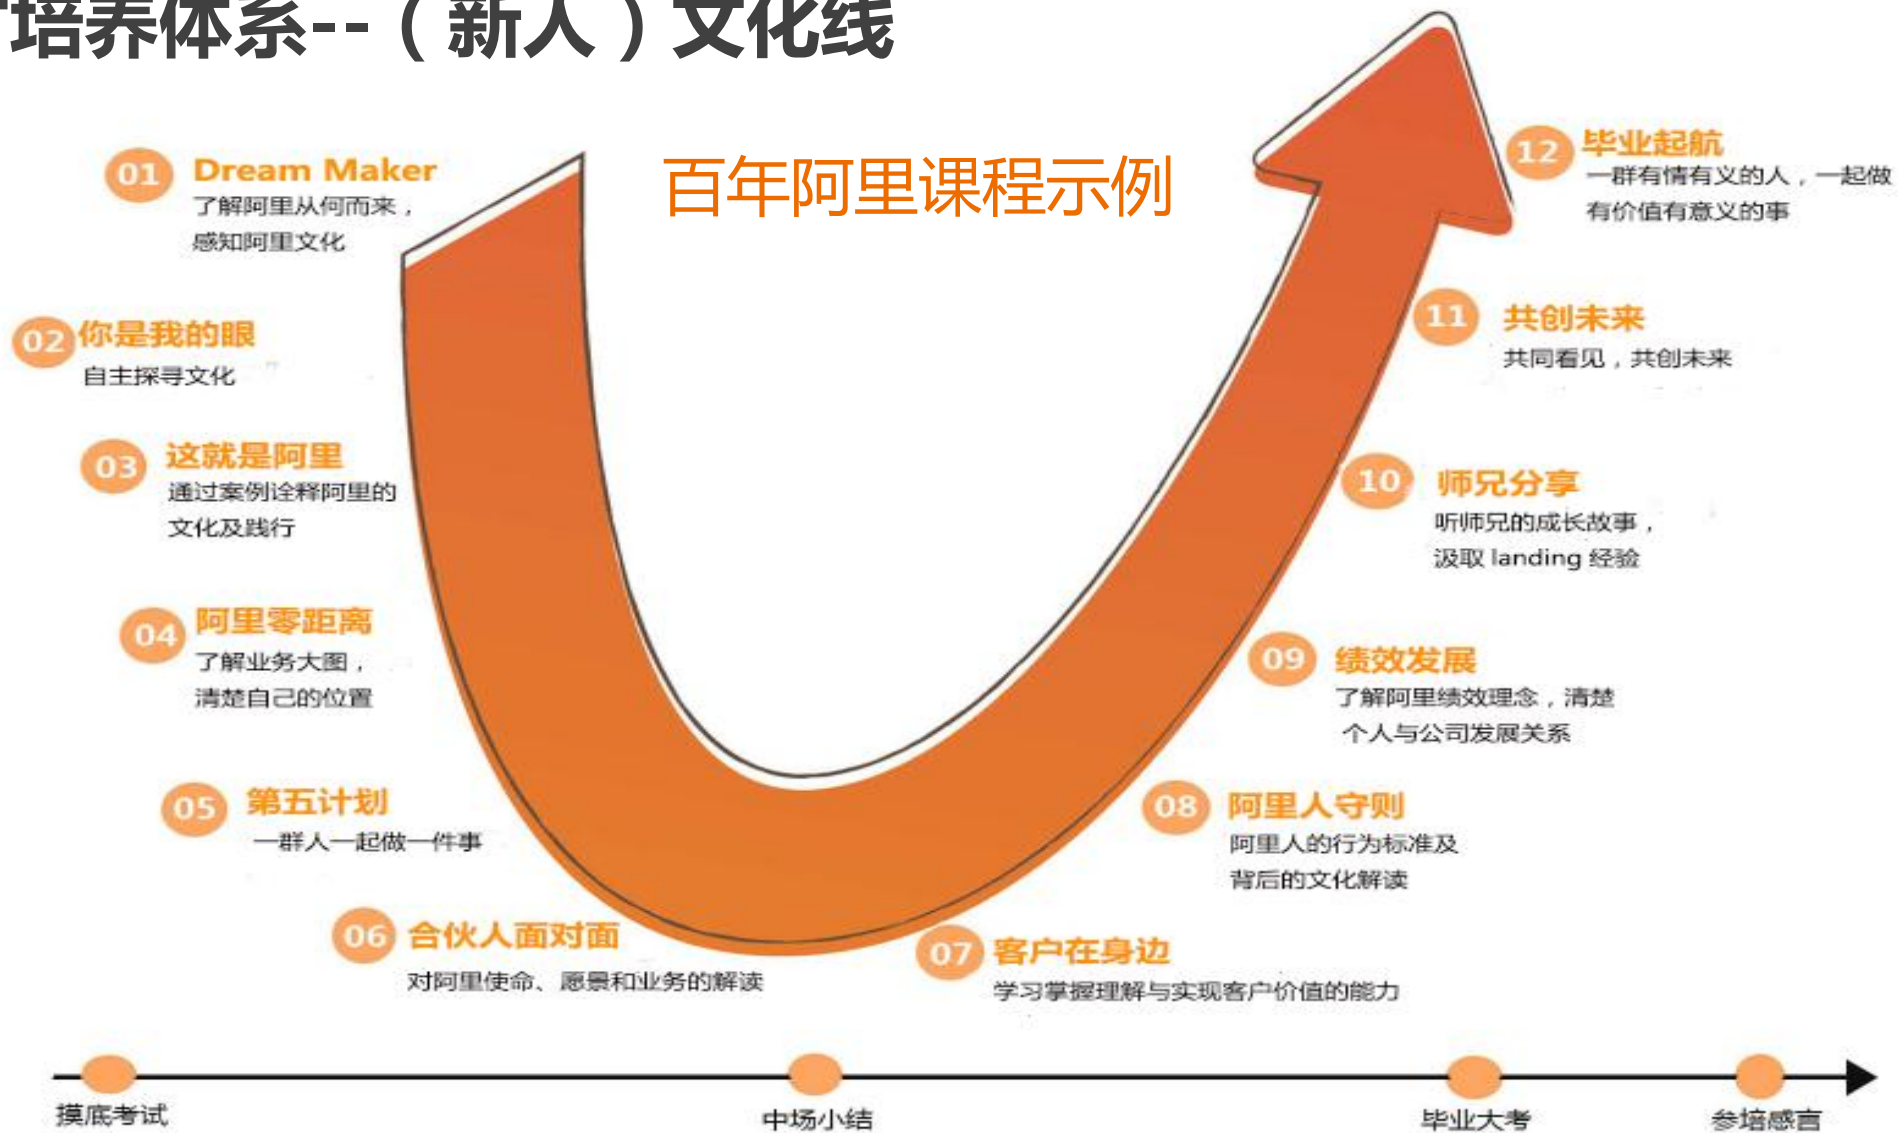 培养体系--（新人）文化线
百年阿里课程示例
01 Dream Maker
了解阿里从何而来，
感知阿里文化
02 你是我的眼
自主探寻文化
03 这就是阿里
通过案例诠释阿里的
文化及践行
04 阿里零距离
了解业务大图，
清楚自己的位置
05 第五计划
一群人一起做一件事
06 合伙人面对面
对阿里使命、愿景和业务的解读
07 客户在身边
学习掌握理解与实现客户价值的能力
08 阿里人守则
阿里人的行为标准及
背后的文化解读
09 绩效发展
了解阿里绩效理念，清楚
个人与公司发展关系
10 师兄分享
听师兄的成长故事，
汲取 landing 经验
11 共创未来
共同看见，共创未来
12 毕业起航
一群有情有义的人，一起做
有价值有意义的事
摸底考试
中场小结
毕业大考
参培感言